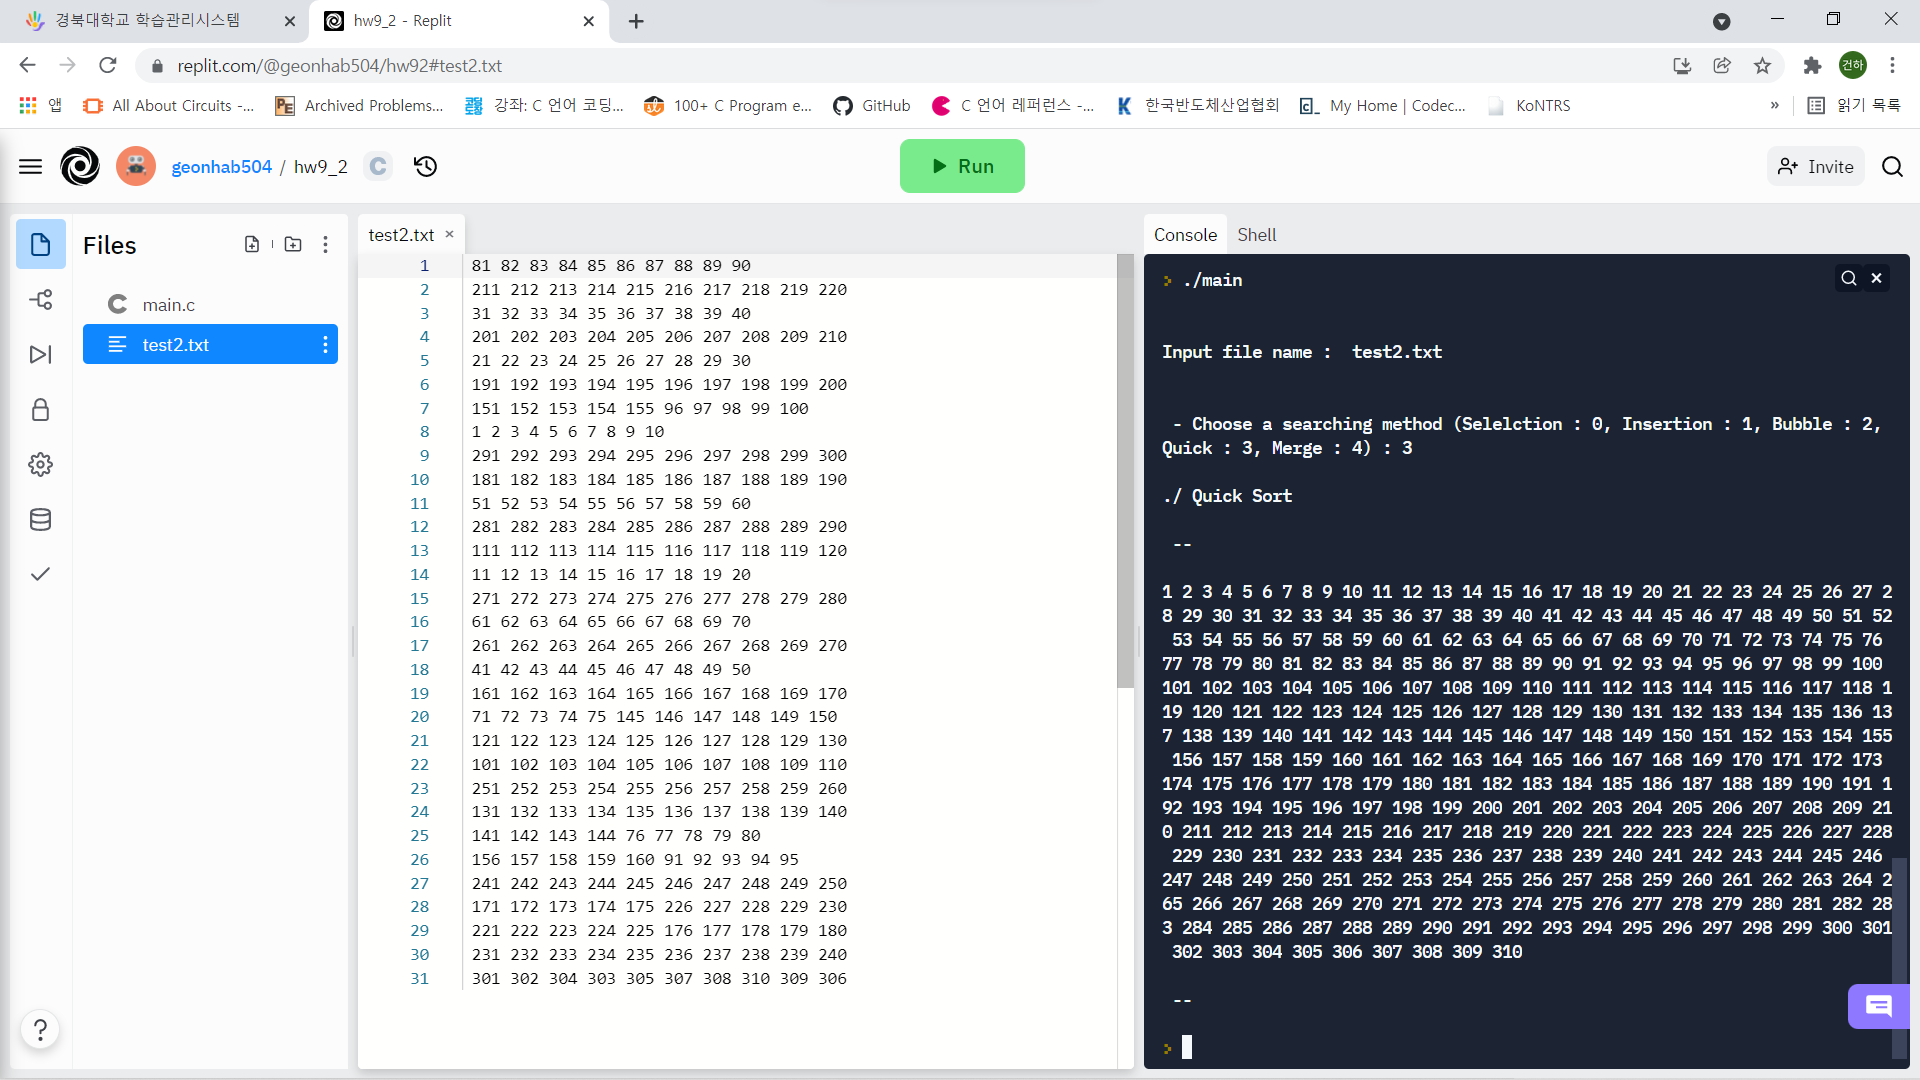 경북대학교 학습관리시스템
hw9_2 - Replit
replit.com/@geonhab504/hw92#test2.txt
건하
앱
All About Circuits -...
Archived Problems...
강좌: C 언어 코딩...
100+ C Program e...
GitHub
C 언어 레퍼런스 -...
한국반도체산업협회
My Home | Codec...
KoNTRS
»
읽기 목록
geonhab504 / hw9_2
C
Run
Invite
Files
main.c
test2.txt
test2.txt ×
1 81 82 83 84 85 86 87 88 89 90
2 211 212 213 214 215 216 217 218 219 220
3 31 32 33 34 35 36 37 38 39 40
4 201 202 203 204 205 206 207 208 209 210
5 21 22 23 24 25 26 27 28 29 30
6 191 192 193 194 195 196 197 198 199 200
7 151 152 153 154 155 96 97 98 99 100
8 1 2 3 4 5 6 7 8 9 10
9 291 292 293 294 295 296 297 298 299 300
10 181 182 183 184 185 186 187 188 189 190
11 51 52 53 54 55 56 57 58 59 60
12 281 282 283 284 285 286 287 288 289 290
13 111 112 113 114 115 116 117 118 119 120
14 11 12 13 14 15 16 17 18 19 20
15 271 272 273 274 275 276 277 278 279 280
16 61 62 63 64 65 66 67 68 69 70
17 261 262 263 264 265 266 267 268 269 270
18 41 42 43 44 45 46 47 48 49 50
19 161 162 163 164 165 166 167 168 169 170
20 71 72 73 74 75 145 146 147 148 149 150
21 121 122 123 124 125 126 127 128 129 130
22 101 102 103 104 105 106 107 108 109 110
23 251 252 253 254 255 256 257 258 259 260
24 131 132 133 134 135 136 137 138 139 140
25 141 142 143 144 76 77 78 79 80
26 156 157 158 159 160 91 92 93 94 95
27 241 242 243 244 245 246 247 248 249 250
28 171 172 173 174 175 226 227 228 229 230
29 221 222 223 224 225 176 177 178 179 180
30 231 232 233 234 235 236 237 238 239 240
31 301 302 304 303 305 307 308 310 309 306
Console
Shell
> ./main
Input file name :  test2.txt
- Choose a searching method (Selelction : 0, Insertion : 1, Bubble : 2,
Quick : 3, Merge : 4) : 3
./ Quick Sort
--
1 2 3 4 5 6 7 8 9 10 11 12 13 14 15 16 17 18 19 20 21 22 23 24 25 26 27 2
8 29 30 31 32 33 34 35 36 37 38 39 40 41 42 43 44 45 46 47 48 49 50 51 52
53 54 55 56 57 58 59 60 61 62 63 64 65 66 67 68 69 70 71 72 73 74 75 76
77 78 79 80 81 82 83 84 85 86 87 88 89 90 91 92 93 94 95 96 97 98 99 100
101 102 103 104 105 106 107 108 109 110 111 112 113 114 115 116 117 118 1
19 120 121 122 123 124 125 126 127 128 129 130 131 132 133 134 135 136 13
7 138 139 140 141 142 143 144 145 146 147 148 149 150 151 152 153 154 155
156 157 158 159 160 161 162 163 164 165 166 167 168 169 170 171 172 173
174 175 176 177 178 179 180 181 182 183 184 185 186 187 188 189 190 191 1
92 193 194 195 196 197 198 199 200 201 202 203 204 205 206 207 208 209 21
0 211 212 213 214 215 216 217 218 219 220 221 222 223 224 225 226 227 228
229 230 231 232 233 234 235 236 237 238 239 240 241 242 243 244 245 246
247 248 249 250 251 252 253 254 255 256 257 258 259 260 261 262 263 264 2
65 266 267 268 269 270 271 272 273 274 275 276 277 278 279 280 281 282 28
3 284 285 286 287 288 289 290 291 292 293 294 295 296 297 298 299 300 301
302 303 304 305 306 307 308 309 310
--
>
?